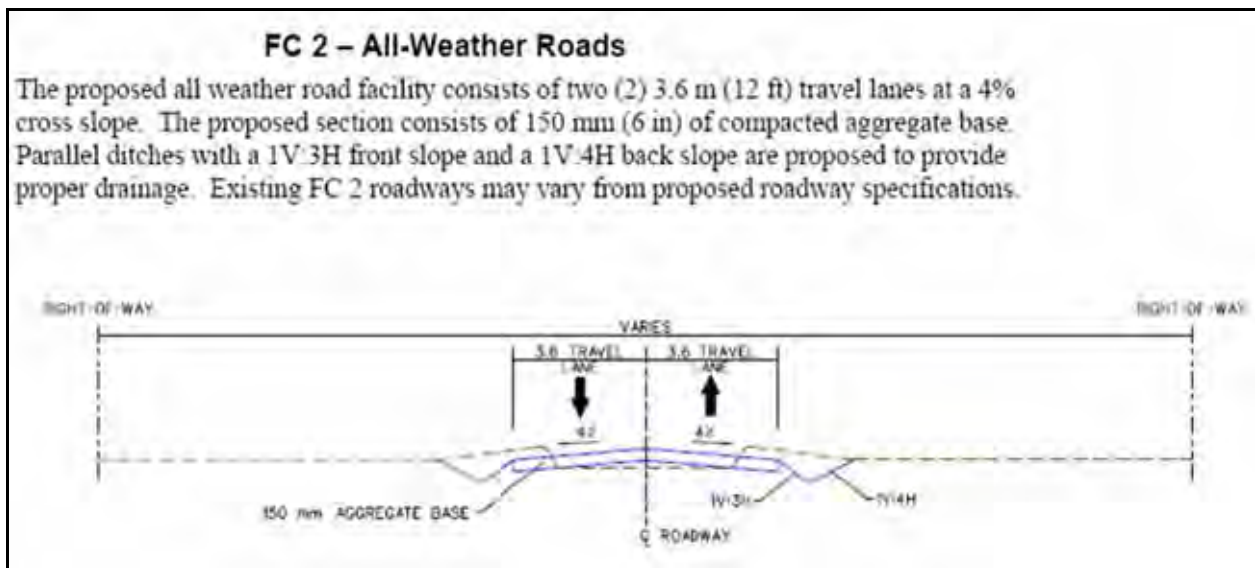 FC 2 – All-Weather Roads
The proposed all weather road facility consists of two (2) 3.6 m (12 ft) travel lanes at a 4%
cross slope. The proposed section consists of 150 mm (6 in) of compacted aggregate base.
Parallel ditches with a 1V:3H front slope and a 1V:4H back slope are proposed to provide
proper drainage. Existing FC 2 roadways may vary from proposed roadway specifications.
RIGHT-OF-WAY RIGHT-OF-WAY
VARIES
3.6 TRAVEL LANE 3.6 TRAVEL LANE
4% 4%
150 mm AGGREGATE BASE
1V:3H 1V:4H
℄ ROADWAY